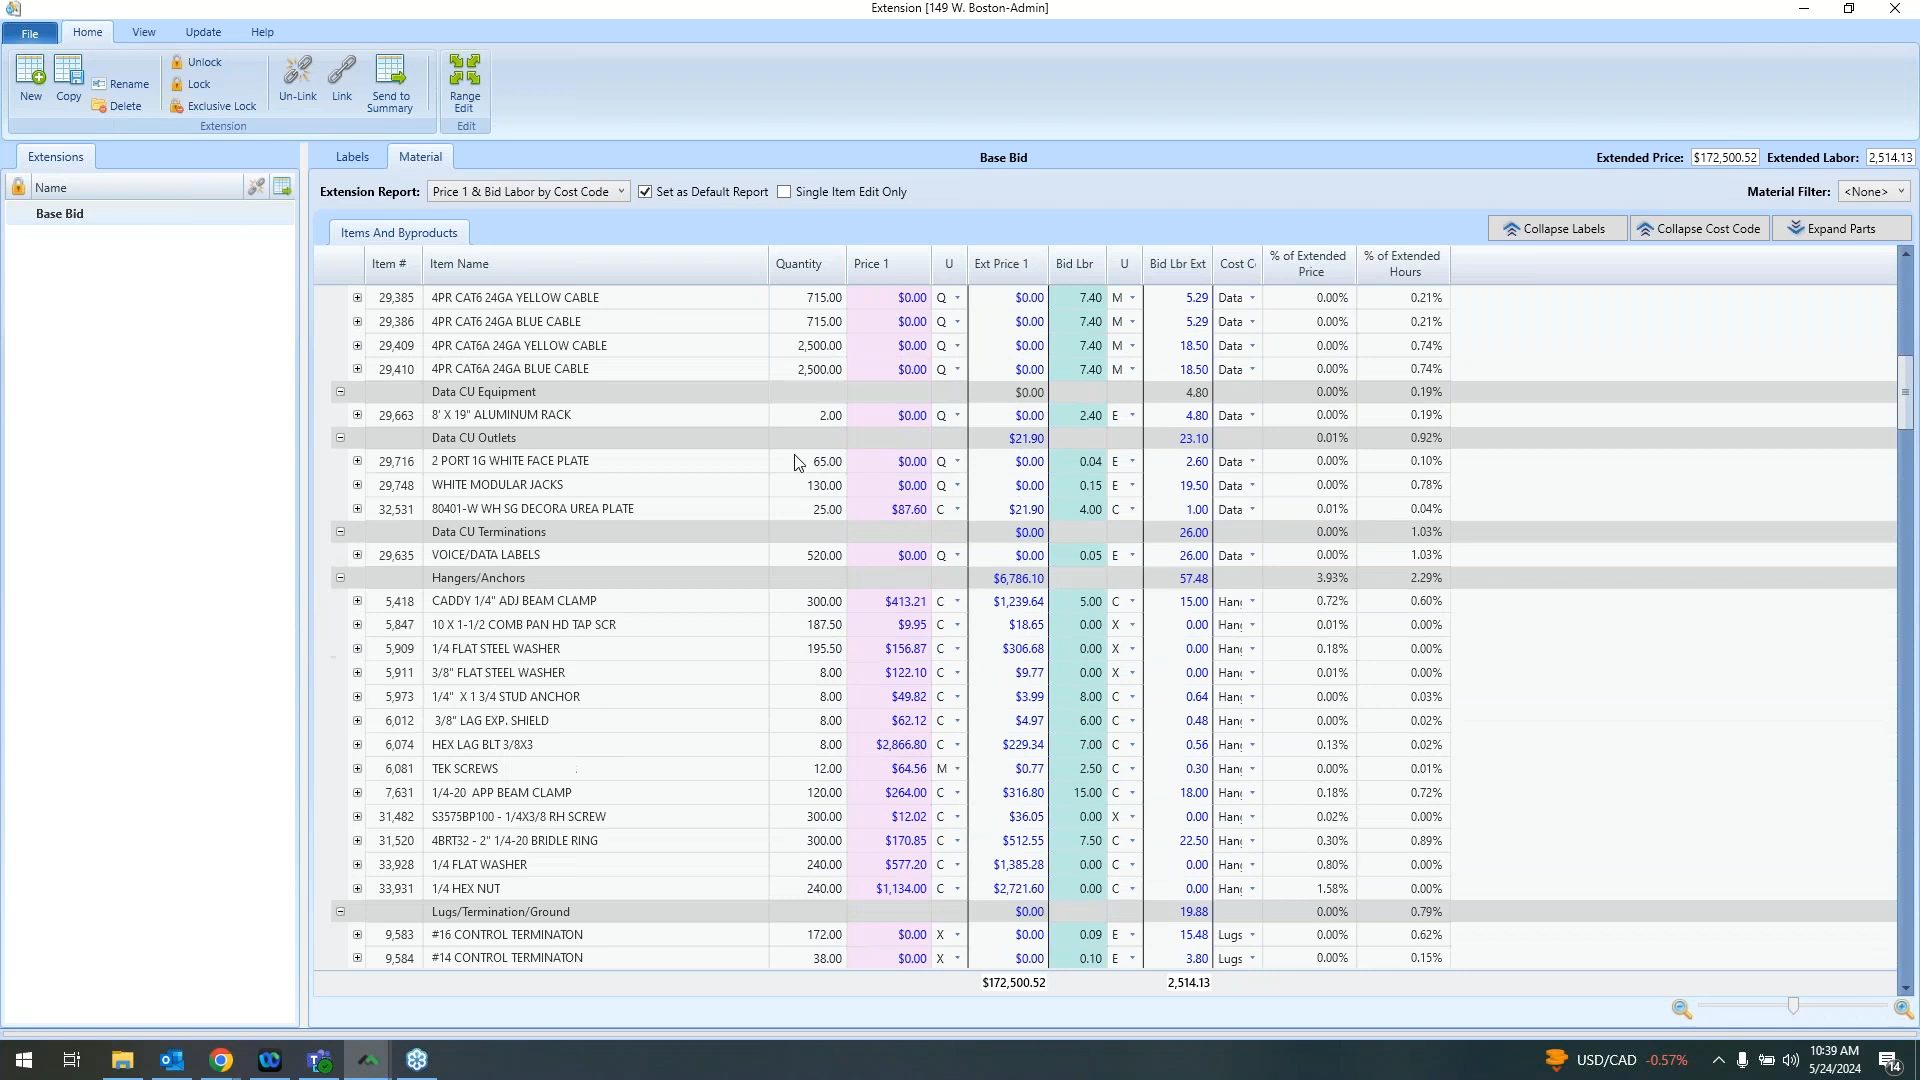 Extension [149 W. Boston-Admin]
File Home View Update Help
New Copy Rename Delete Unlock Lock Exclusive Lock Un-Link Link Send to Summary Range Edit
Extension Edit
Extensions
Name
Base Bid
Labels Material Base Bid Extended Price: $172,500.52 Extended Labor: 2,514.13
Extension Report: Price 1 & Bid Labor by Cost Code Set as Default Report Single Item Edit Only Material Filter: <None>
Items And Byproducts Collapse Labels Collapse Cost Code Expand Parts
Item # Item Name Quantity Price 1 U Ext Price 1 Bid Lbr U Bid Lbr Ext Cost C % of Extended Price % of Extended Hours
29,385 4PR CAT6 24GA YELLOW CABLE 715.00 $0.00 Q $0.00 7.40 M 5.29 Data 0.00% 0.21%
29,386 4PR CAT6 24GA BLUE CABLE 715.00 $0.00 Q $0.00 7.40 M 5.29 Data 0.00% 0.21%
29,409 4PR CAT6A 24GA YELLOW CABLE 2,500.00 $0.00 Q $0.00 7.40 M 18.50 Data 0.00% 0.74%
29,410 4PR CAT6A 24GA BLUE CABLE 2,500.00 $0.00 Q $0.00 7.40 M 18.50 Data 0.00% 0.74%
Data CU Equipment $0.00 4.80 0.00% 0.19%
29,663 8' X 19" ALUMINUM RACK 2.00 $0.00 Q $0.00 2.40 E 4.80 Data 0.00% 0.19%
Data CU Outlets $21.90 23.10 0.01% 0.92%
29,716 2 PORT 1G WHITE FACE PLATE 65.00 $0.00 Q $0.00 0.04 E 2.60 Data 0.00% 0.10%
29,748 WHITE MODULAR JACKS 130.00 $0.00 Q $0.00 0.15 E 19.50 Data 0.00% 0.78%
32,531 80401-W WH SG DECORA UREA PLATE 25.00 $87.60 C $21.90 4.00 C 1.00 Data 0.01% 0.04%
Data CU Terminations $0.00 26.00 0.00% 1.03%
29,635 VOICE/DATA LABELS 520.00 $0.00 Q $0.00 0.05 E 26.00 Data 0.00% 1.03%
Hangers/Anchors $6,786.10 57.48 3.93% 2.29%
5,418 CADDY 1/4" ADJ BEAM CLAMP 300.00 $413.21 C $1,239.64 5.00 C 15.00 Han 0.72% 0.60%
5,847 10 X 1-1/2 COMB PAN HD TAP SCR 187.50 $9.95 C $18.65 0.00 X 0.00 Han 0.01% 0.00%
5,909 1/4 FLAT STEEL WASHER 195.50 $156.87 C $306.68 0.00 X 0.00 Han 0.18% 0.00%
5,911 3/8" FLAT STEEL WASHER 8.00 $122.10 C $9.77 0.00 X 0.00 Han 0.01% 0.00%
5,973 1/4" X 1 3/4 STUD ANCHOR 8.00 $49.82 C $3.99 8.00 C 0.64 Han 0.00% 0.03%
6,012 3/8" LAG EXP. SHIELD 8.00 $62.12 C $4.97 6.00 C 0.48 Han 0.00% 0.02%
6,074 HEX LAG BLT 3/8X3 8.00 $2,866.80 C $229.34 7.00 C 0.56 Han 0.13% 0.02%
6,081 TEK SCREWS 12.00 $64.56 M $0.77 2.50 C 0.30 Han 0.00% 0.01%
7,631 1/4-20 APP BEAM CLAMP 120.00 $264.00 C $316.80 15.00 C 18.00 Han 0.18% 0.72%
31,482 S3575BP100 - 1/4X3/8 RH SCREW 300.00 $12.02 C $36.05 0.00 X 0.00 Han 0.02% 0.00%
31,520 4BRT32 - 2" 1/4-20 BRIDLE RING 300.00 $170.85 C $512.55 7.50 C 22.50 Han 0.30% 0.89%
33,928 1/4 FLAT WASHER 240.00 $577.20 C $1,385.28 0.00 C 0.00 Han 0.80% 0.00%
33,931 1/4 HEX NUT 240.00 $1,134.00 C $2,721.60 0.00 C 0.00 Han 1.58% 0.00%
Lugs/Termination/Ground $0.00 19.88 0.00% 0.79%
9,583 #16 CONTROL TERMINATON 172.00 $0.00 X $0.00 0.09 E 15.48 Lugs 0.00% 0.62%
9,584 #14 CONTROL TERMINATON 38.00 $0.00 X $0.00 0.10 E 3.80 Lugs 0.00% 0.15%
$172,500.52 2,514.13
USD/CAD -0.57% 10:39 AM
5/24/2024 14